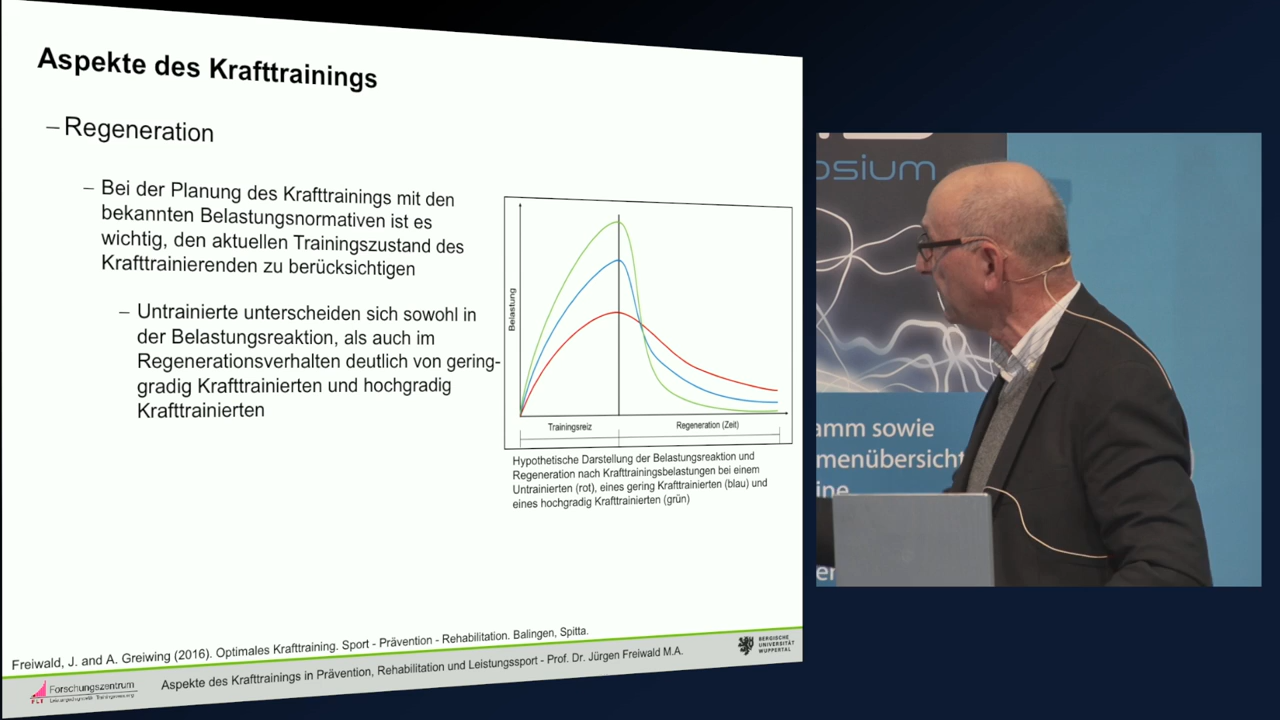 Aspekte des Krafttrainings
– Regeneration
– Bei der Planung des Krafttrainings mit den
bekannten Belastungsnormativen ist es
wichtig, den aktuellen Trainingszustand des
Krafttrainierenden zu berücksichtigen
– Untrainierte unterscheiden sich sowohl in
der Belastungsreaktion, als auch im
Regenerationsverhalten deutlich von gering-
gradig Krafttrainierten und hochgradig
Krafttrainierten
Belastung
Trainingsreiz
Regeneration (Zeit)
Hypothetische Darstellung der Belastungsreaktion und
Regeneration nach Krafttrainingsbelastungen bei einem
Untrainierten (rot), eines gering Krafttrainierten (blau) und
eines hochgradig Krafttrainierten (grün)
Freiwald, J. and A. Greiwing (2016). Optimales Krafttraining. Sport - Prävention - Rehabilitation. Balingen, Spitta.
Forschungszentrum
FLT
Aspekte des Krafttrainings in Prävention, Rehabilitation und Leistungssport - Prof. Dr. Jürgen Freiwald M.A.
BERGISCHE
UNIVERSITÄT
WUPPERTAL
osium
amm sowie
menübersicht
ine
er